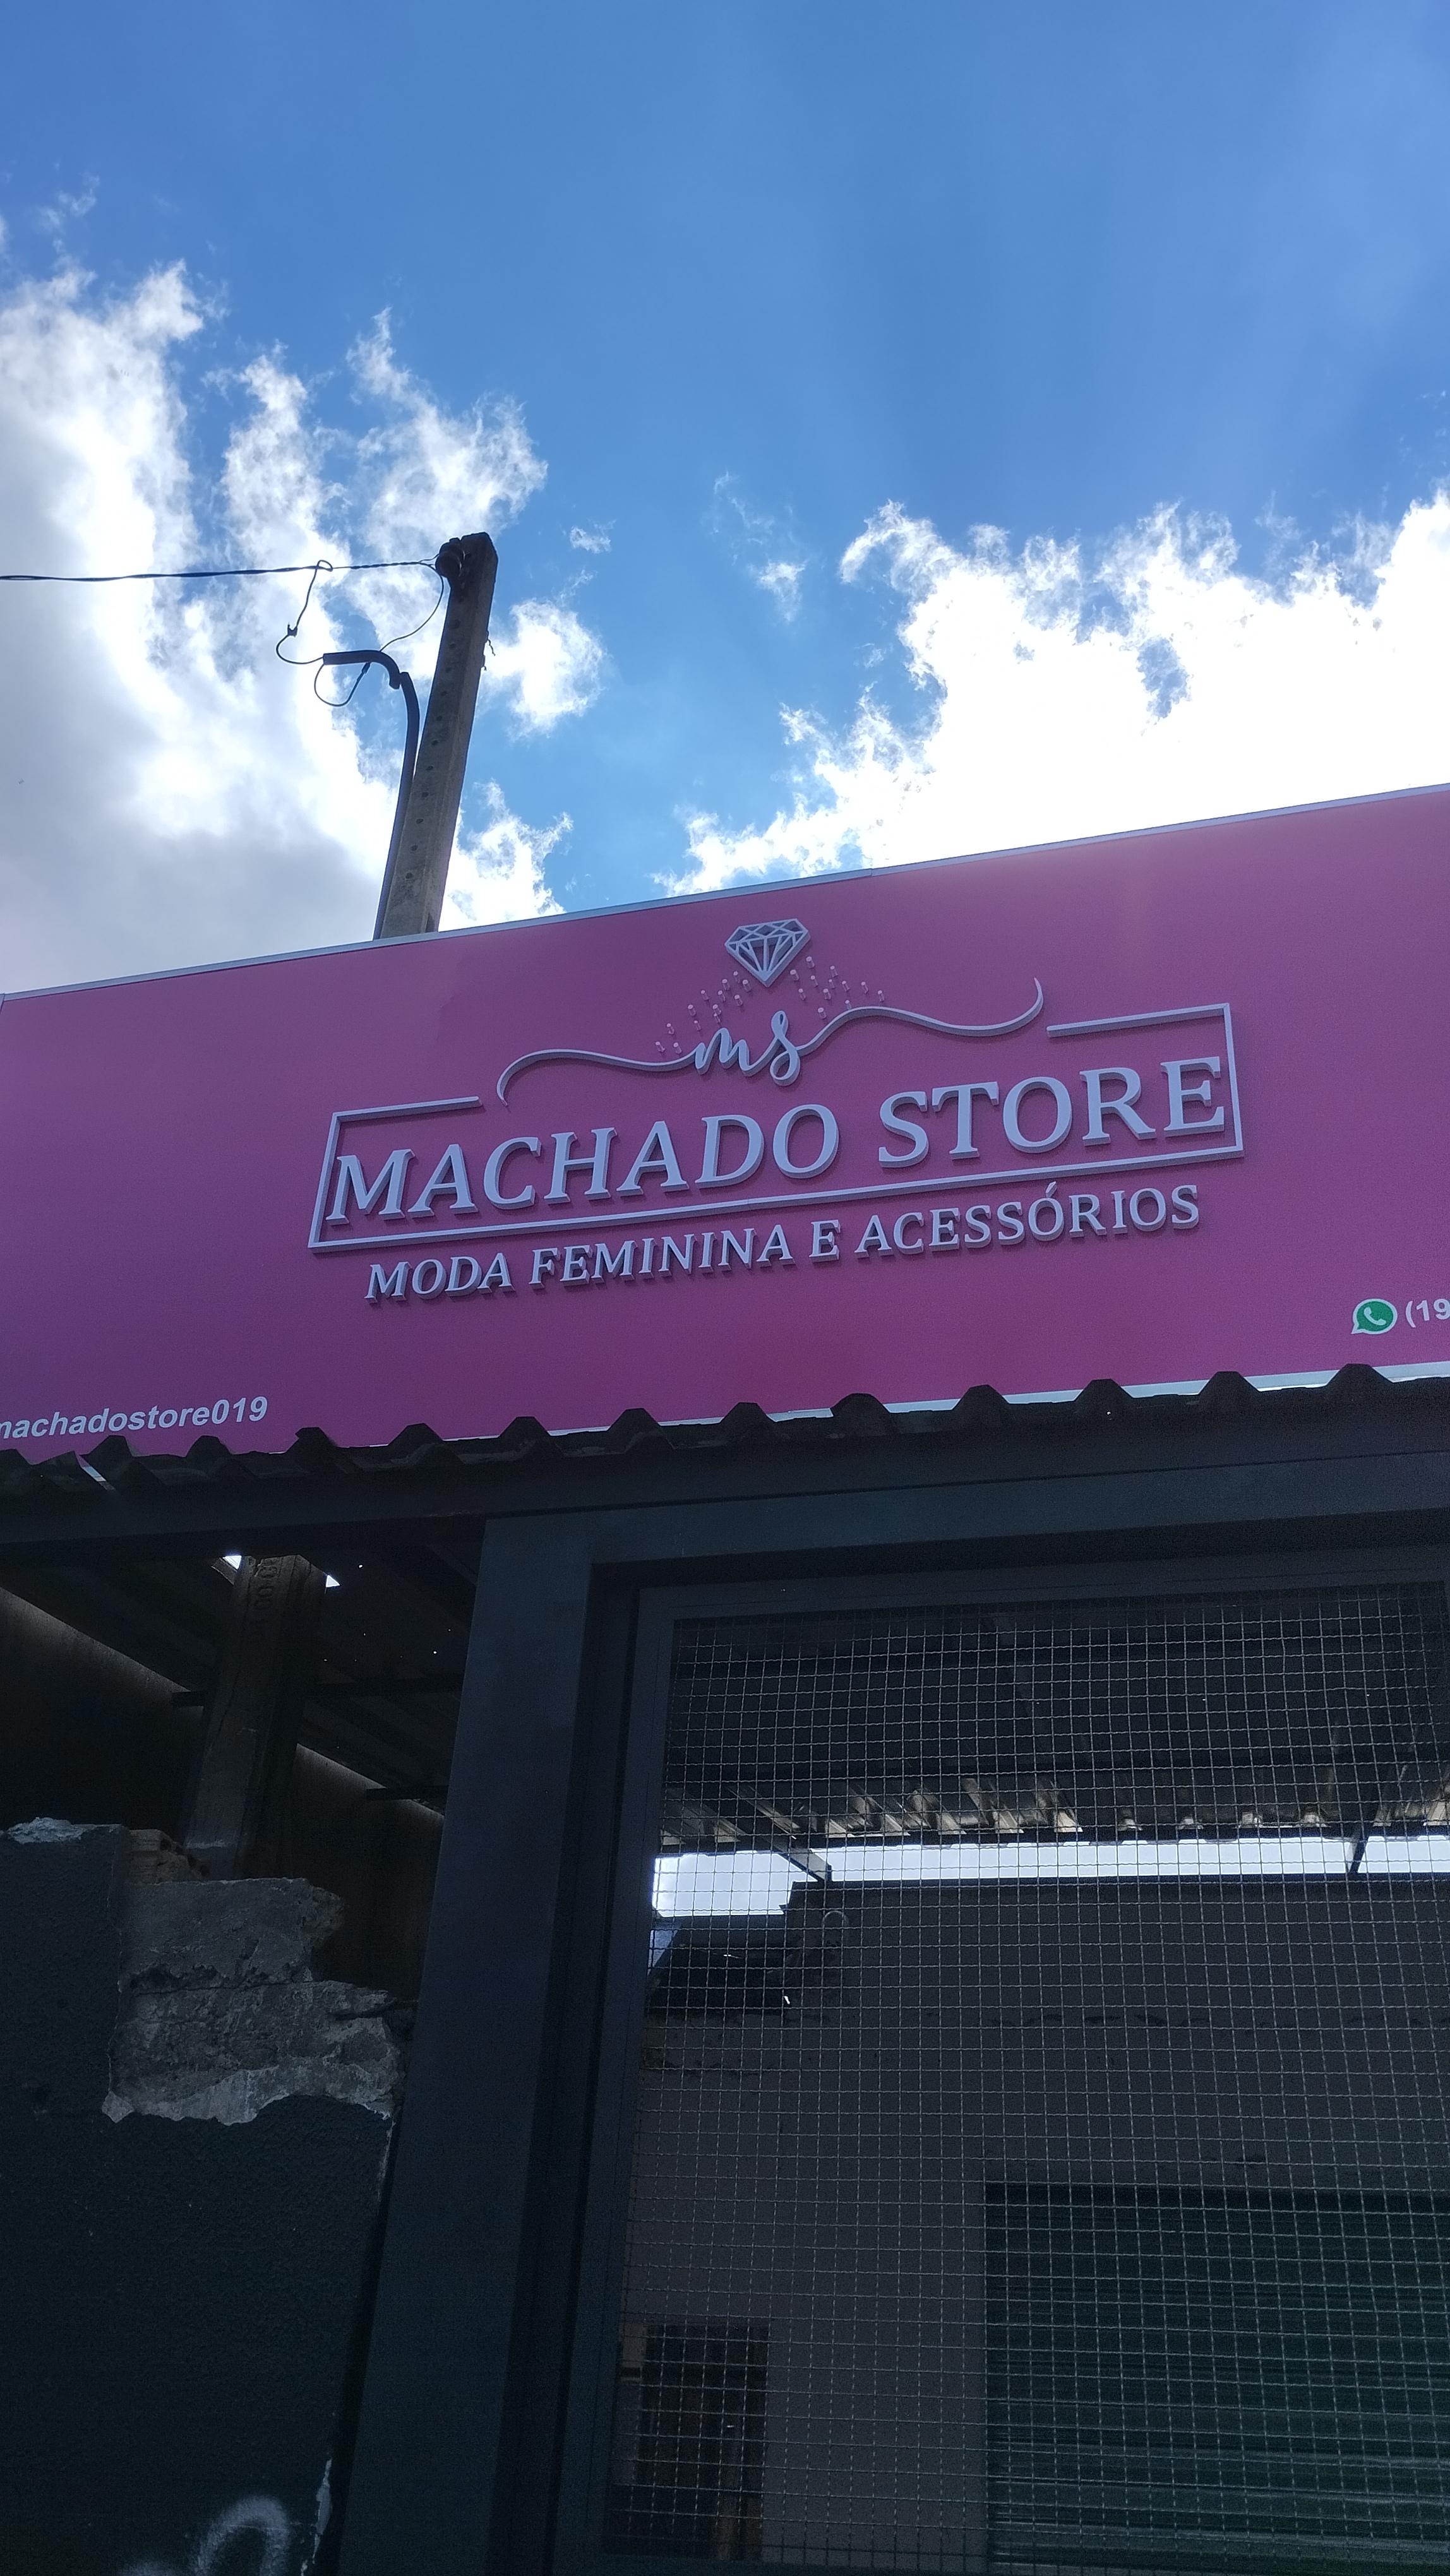 ms
MACHADO STORE
MODA FEMININA E ACESSÓRIOS
(19
machadostore019